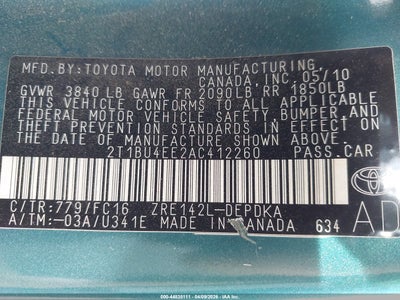 MFD.BY:TOYOTA MOTOR MANUFACTURING
CANADA,INC.05/10
GVWR 3840 LB GAWR FR 2090LB RR 1850LB
THIS VEHICLE CONFORMS TO ALL APPLICABLE
FEDERAL MOTOR VEHICLE SAFETY, BUMPER, AND
THEFT PREVENTION STANDARDS IN EFFECT ON
THE DATE OF MANUFACTURE SHOWN ABOVE.
2T1BU4EE2AC412260 PASS.CAR
C/TR:779/FC16 ZRE142L-DEPDKA
A/TM:-03A/U341E MADE IN CANADA 634
TOYOTA
AD
000-44835111 - 04/09/2026 - IAA Inc.